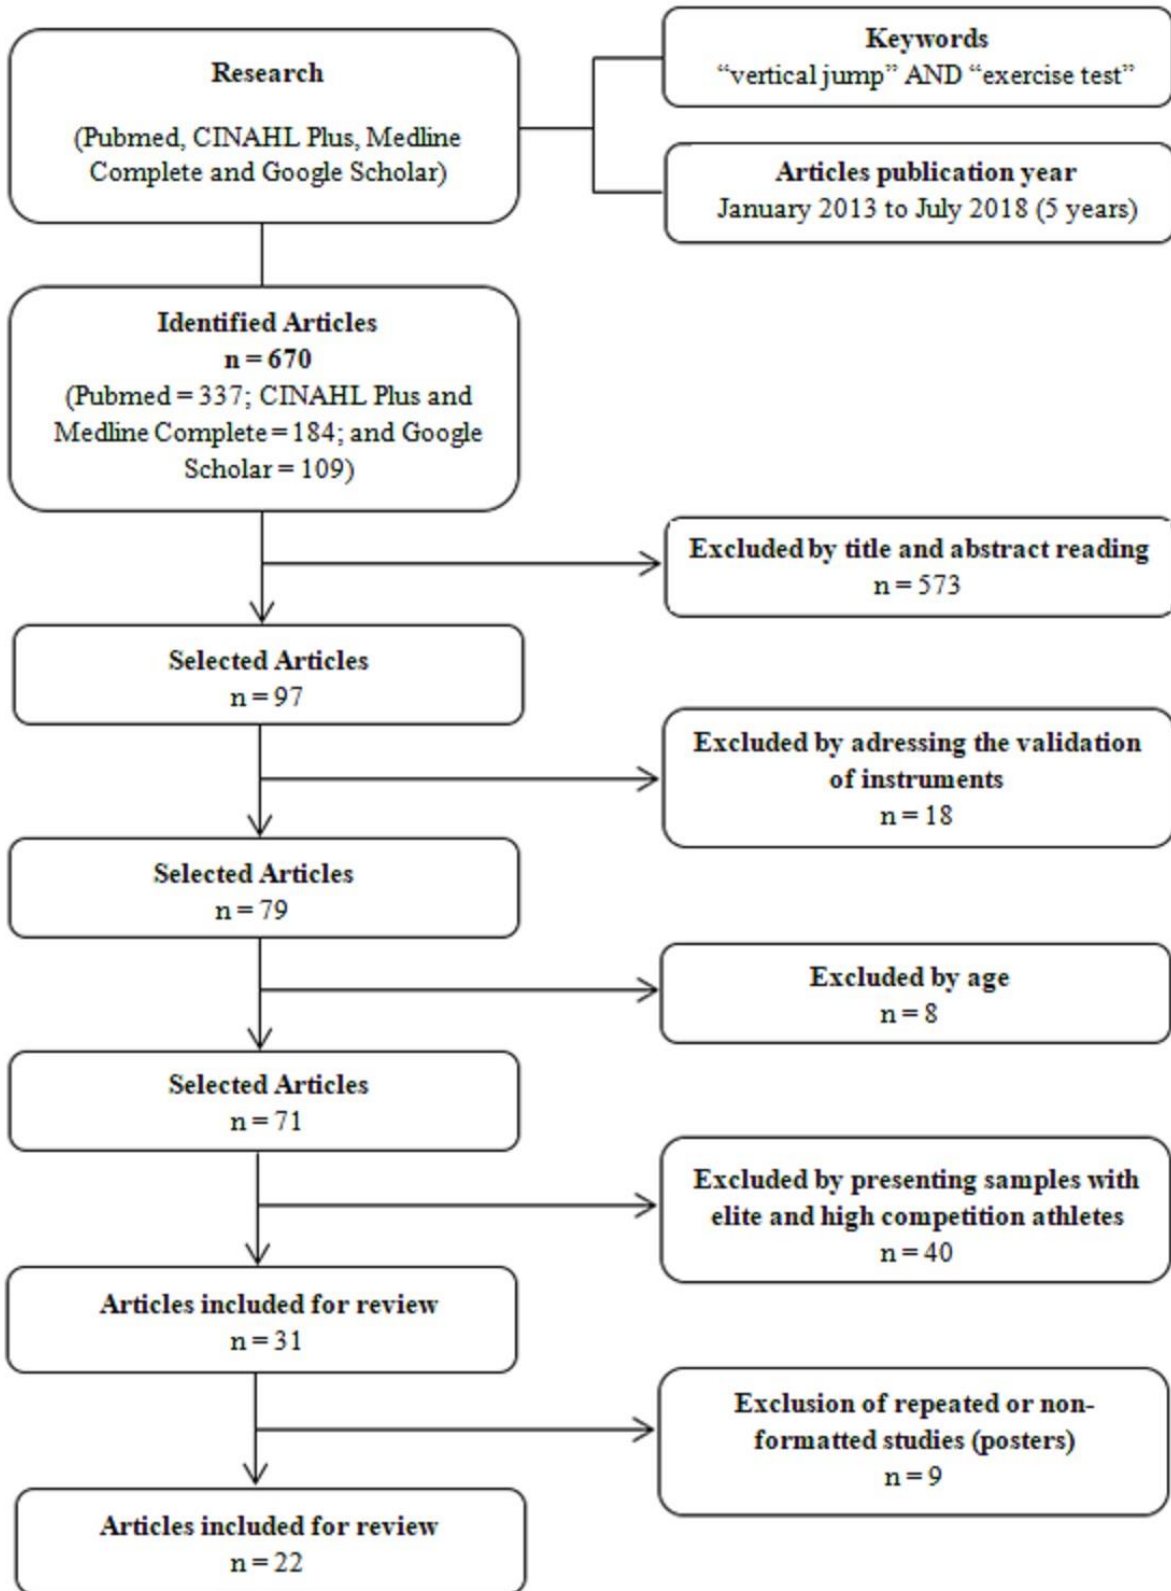 Research
(Pubmed, CINAHL Plus, Medline
Complete and Google Scholar)
Keywords
“vertical jump” AND “exercise test”
Articles publication year
January 2013 to July 2018 (5 years)
Identified Articles
n = 670
(Pubmed = 337; CINAHL Plus and
Medline Complete = 184; and Google
Scholar = 109)
Excluded by title and abstract reading
n = 573
Selected Articles
n = 97
Excluded by adressing the validation
of instruments
n = 18
Selected Articles
n = 79
Excluded by age
n = 8
Selected Articles
n = 71
Excluded by presenting samples with
elite and high competition athletes
n = 40
Articles included for review
n = 31
Exclusion of repeated or non-
formatted studies (posters)
n = 9
Articles included for review
n = 22